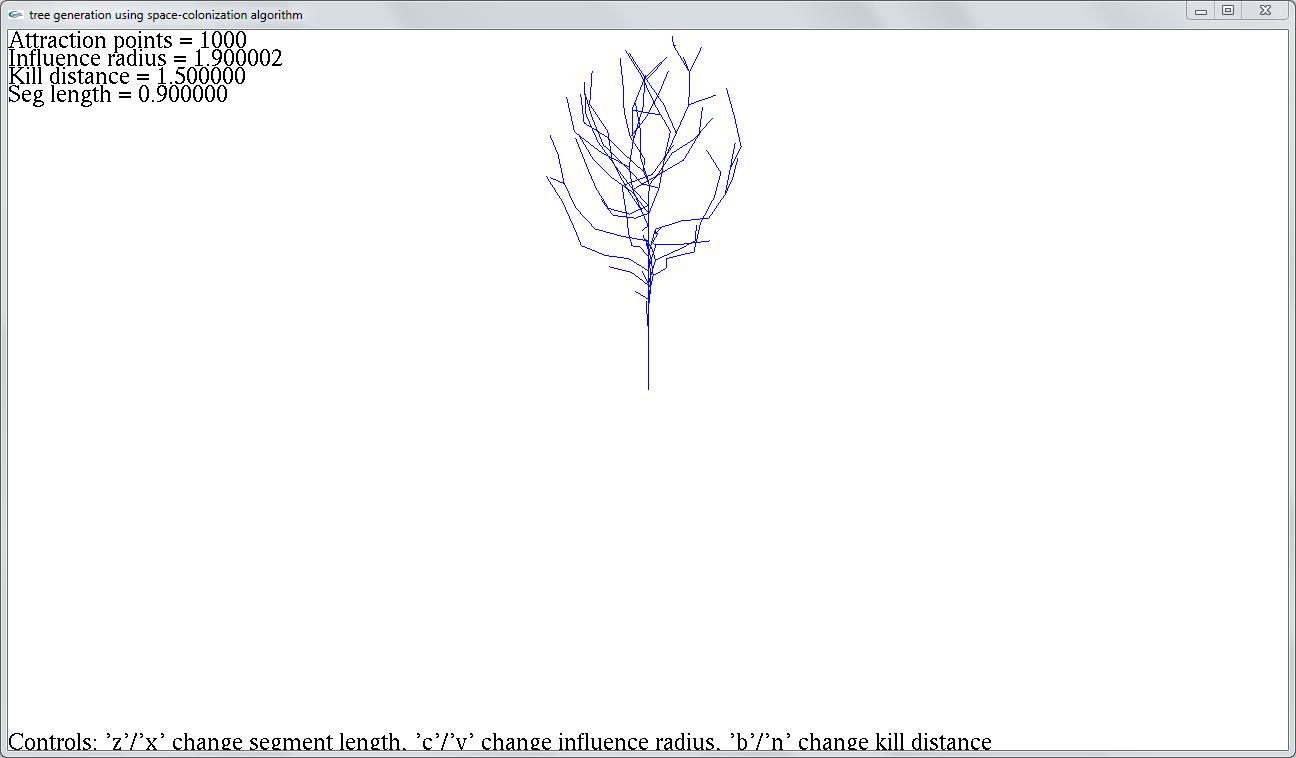 tree generation using space-colonization algorithm
Attraction points = 1000
Influence radius = 1.900002
Kill distance = 1.500000
Seg length = 0.900000
Controls: 'z'/'x' change segment length, 'c'/'v' change influence radius, 'b'/'n' change kill distance